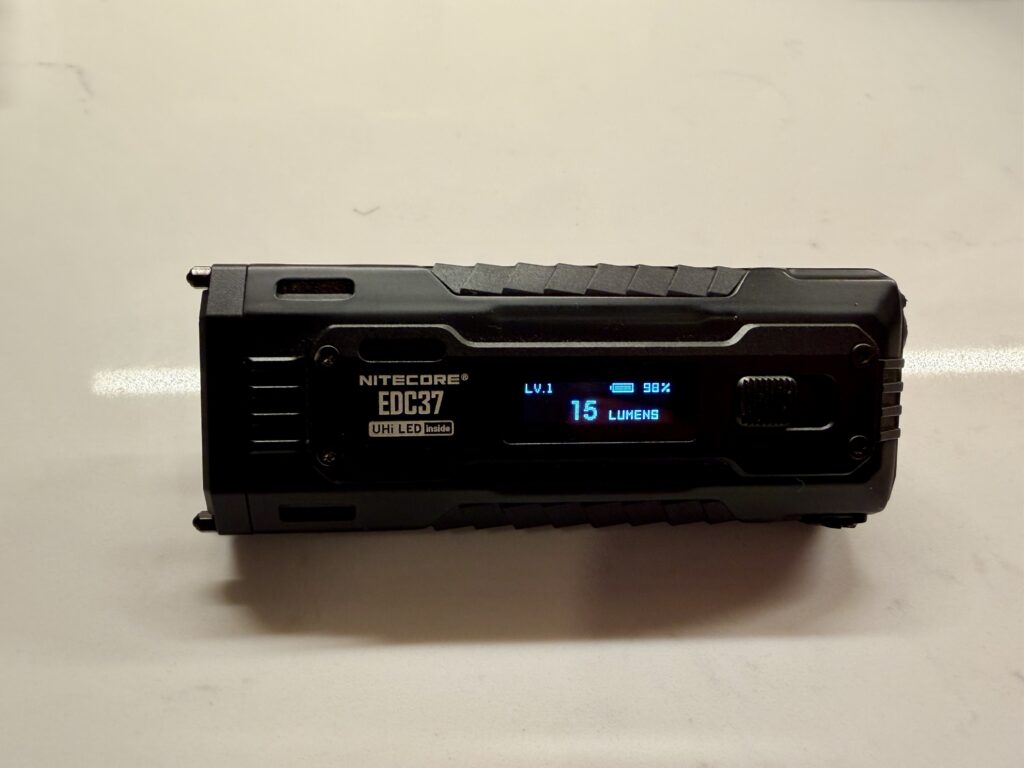 NITECORE®
EDC37
UHi LED inside
LV.1 98%
15 LUMENS